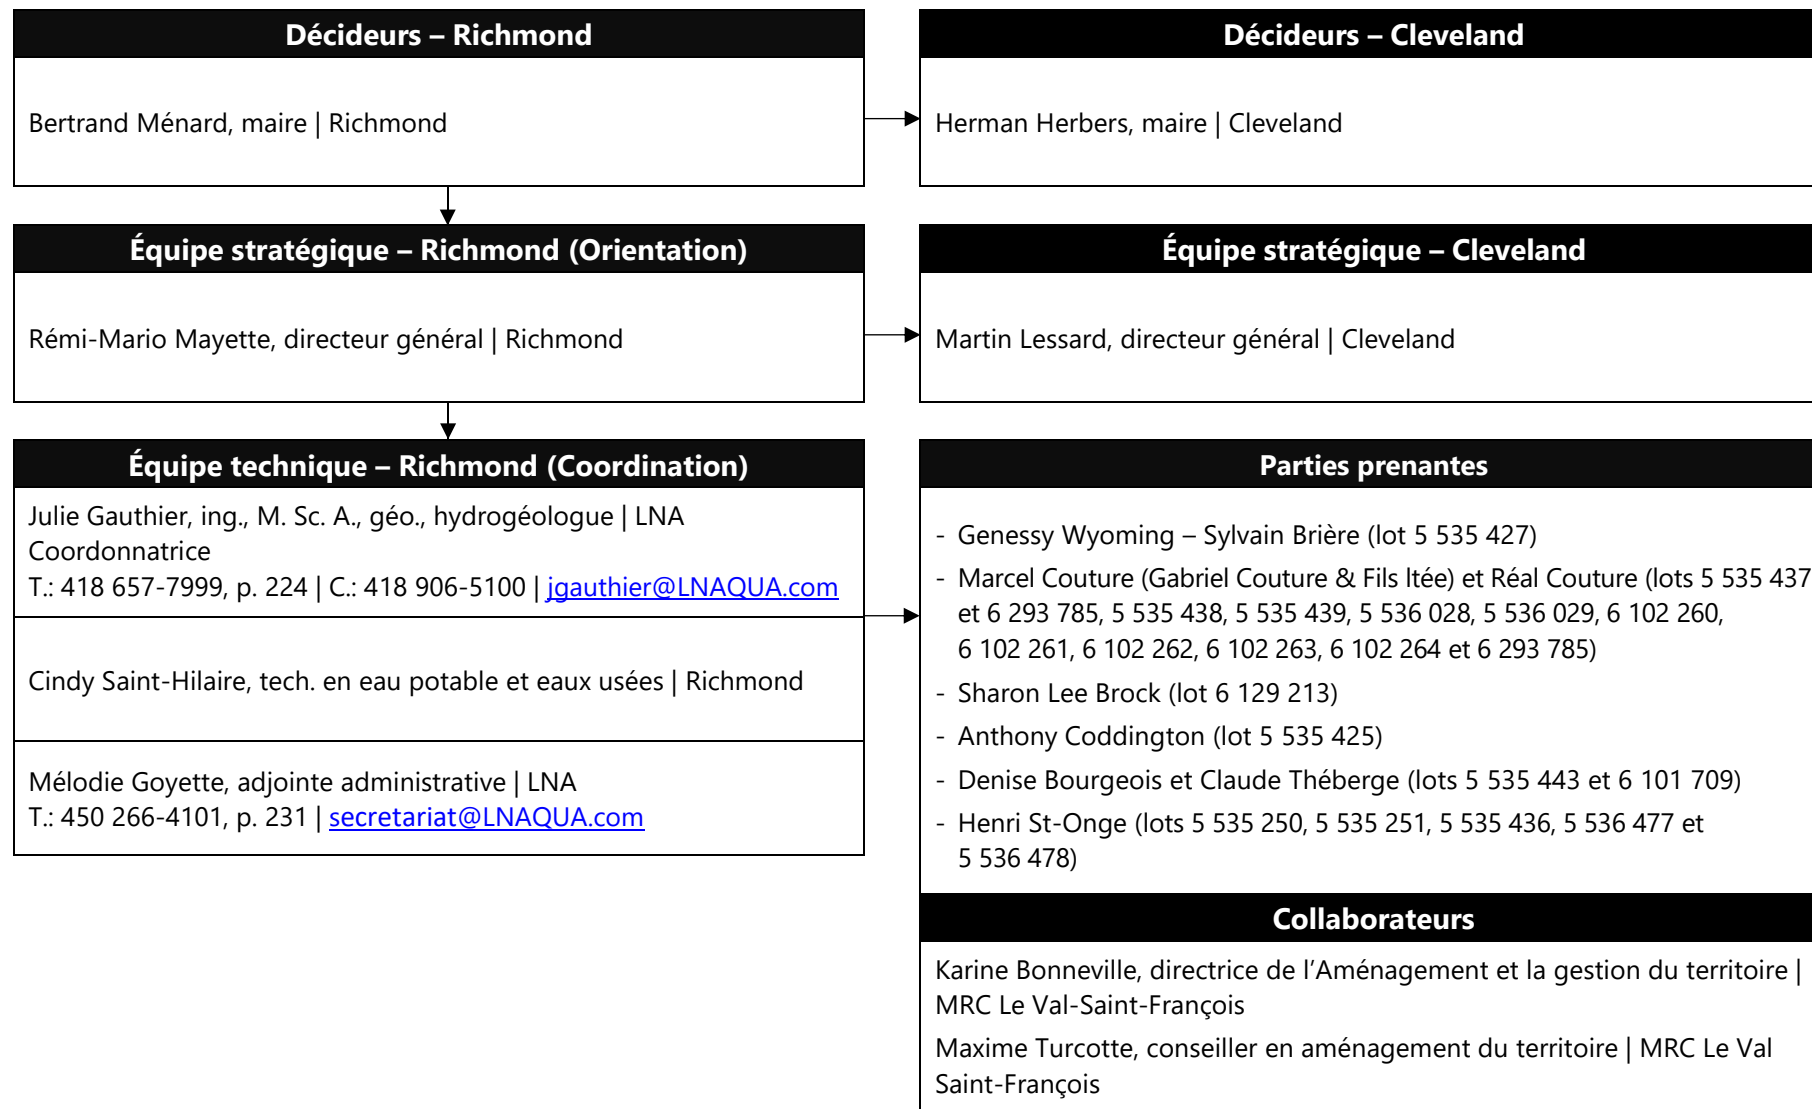 Décideurs – Richmond
Bertrand Ménard, maire | Richmond
Décideurs – Cleveland
Herman Herbers, maire | Cleveland
Équipe stratégique – Richmond (Orientation)
Rémi-Mario Mayette, directeur général | Richmond
Équipe stratégique – Cleveland
Martin Lessard, directeur général | Cleveland
Équipe technique – Richmond (Coordination)
Julie Gauthier, ing., M. Sc. A., géo., hydrogéologue | LNA
Coordonnatrice
T.: 418 657-7999, p. 224 | C.: 418 906-5100 | jgauthier@LNAQUA.com
Cindy Saint-Hilaire, tech. en eau potable et eaux usées | Richmond
Mélodie Goyette, adjointe administrative | LNA
T.: 450 266-4101, p. 231 | secretariat@LNAQUA.com
Parties prenantes
- Genessy Wyoming – Sylvain Brière (lot 5 535 427)
- Marcel Couture (Gabriel Couture & Fils ltée) et Réal Couture (lots 5 535 437
et 6 293 785, 5 535 438, 5 535 439, 5 536 028, 5 536 029, 6 102 260,
6 102 261, 6 102 262, 6 102 263, 6 102 264 et 6 293 785)
- Sharon Lee Brock (lot 6 129 213)
- Anthony Coddington (lot 5 535 425)
- Denise Bourgeois et Claude Théberge (lots 5 535 443 et 6 101 709)
- Henri St-Onge (lots 5 535 250, 5 535 251, 5 535 436, 5 536 477 et
5 536 478)
Collaborateurs
Karine Bonneville, directrice de l’Aménagement et la gestion du territoire |
MRC Le Val-Saint-François
Maxime Turcotte, conseiller en aménagement du territoire | MRC Le Val
Saint-François